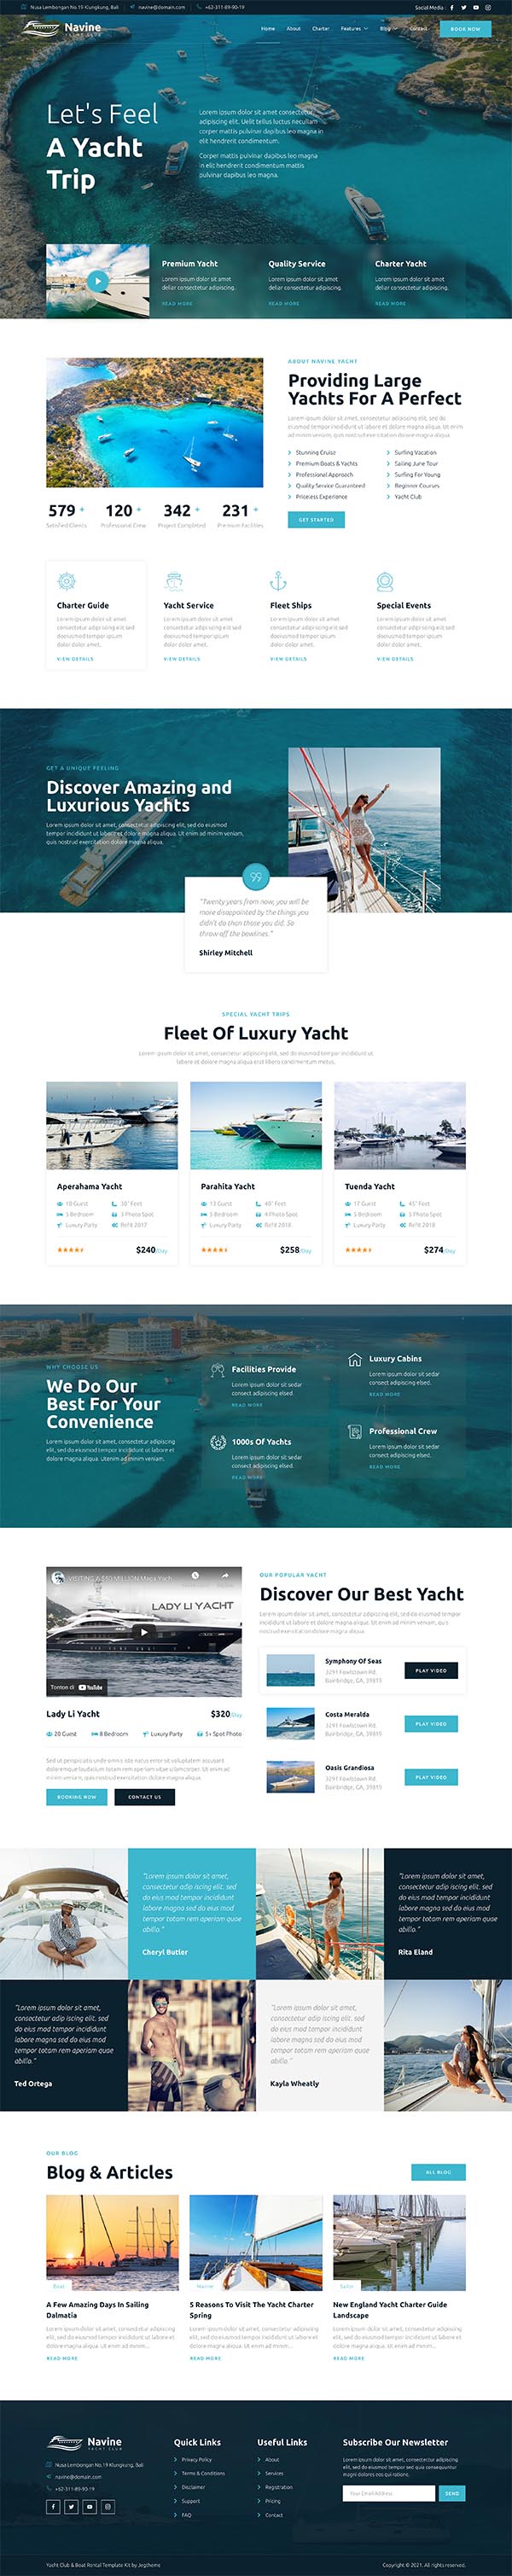 Nusa Lembongan No.19 Klungkung, Bali
navine@domain.com
+62-311-89-90-19
Social Media :
Navine
YACHT CLUB
Home
About
Charter
Features
Blog
Contact
BOOK NOW
Let's Feel
A Yacht
Trip
Lorem ipsum dolor sit amet consectetur
adipiscing elit. Uelit tellus luctus necullam
corper mattis pulvinar dapibus leo magna in
elit hendrerit condimentum.
Corper mattis pulvinar dapibus leo magna
in elit hendrerit condimentum mattis
pulvinar dapibus leo magna.
Premium Yacht
Lorem ipsum dolor sit amet
dellar consectetur adipiscing.
READ MORE
Quality Service
Lorem ipsum dolor sit amet
dellar consectetur adipiscing.
READ MORE
Charter Yacht
Lorem ipsum dolor sit amet
dellar consectetur adipiscing.
READ MORE
ABOUT NAVINE YACHT
Providing Large
Yachts For A Perfect
Lorem ipsum dolor sit amet, consectetur adipiscing elit, sed do
eiusmod tempor incididunt ut labore et dolore magna aliqua. Ut enim
ad minim veniam, quis nostrud exercitation dolore magna aliqua.
Stunning Cruise
Premium Boats & Yachts
Professional Approach
Quality Service Guaranteed
Priceless Experience
Surfing Vacation
Sailing June Tour
Surfing For Young
Beginner Courses
Yacht Club
GET STARTED
579 +
Satisfied Clients
120 +
Professional Crew
342 +
Project Completed
231 +
Premium Facilities
Charter Guide
Lorem ipsum dolor sit amet
consectetur adipiscing elit sed
doeiusmod tempor ipsum
dolor dolor amet.
VIEW DETAILS
Yacht Service
Lorem ipsum dolor sit amet
consectetur adipiscing elit sed
doeiusmod tempor ipsum
dolor dolor amet.
VIEW DETAILS
Fleet Ships
Lorem ipsum dolor sit amet
consectetur adipiscing elit sed
doeiusmod tempor ipsum
dolor dolor amet.
VIEW DETAILS
Special Events
Lorem ipsum dolor sit amet
consectetur adipiscing elit sed
doeiusmod tempor ipsum
dolor dolor amet.
VIEW DETAILS
GET A UNIQUE FEELING
Discover Amazing and
Luxurious Yachts
Lorem ipsum dolor sit amet, consectetur adipiscing elit, sed do eiusmod
tempor incididunt ut labore et dolore magna aliqua. Ut enim ad minim veniam,
quis nostrud exercitation dolore magna aliqua.
"Twenty years from now, you will be
more disappointed by the things you
didn't do than those you did. So
throw off the bowlines."
Shirley Mitchell
SPECIAL YACHT TRIPS
Fleet Of Luxury Yacht
Lorem ipsum dolor sit amet, consectetur adipiscing elit, sed do eiusmod tempor incididunt ut
labore et dolore magna aliqua erat libero condimentum metus.
Aperahama Yacht
10 Guest
38" Feet
3 Bedroom
3 Photo Spot
Luxury Party
Refit 2017
$240/Day
Parahita Yacht
13 Guest
40" Feet
5 Bedroom
4 Photo Spot
Luxury Party
Refit 2018
$258/Day
Tuenda Yacht
17 Guest
45" Feet
5 Bedroom
5 Photo Spot
Luxury Party
Refit 2018
$274/Day
WHY CHOOSE US
We Do Our
Best For Your
Convenience
Lorem ipsum dolor sit amet, consectetur adipiscing
elit, sed do eiusmod tempor incididunt ut labore et
dolore magna aliqua. Utenim ad minim veniam.
Facilities Provide
Lorem ipsum dolor sit sedar
consect adipiscing elsed.
READ MORE
Luxury Cabins
Lorem ipsum dolor sit sedar
consect adipiscing elsed.
READ MORE
1000s Of Yachts
Lorem ipsum dolor sit sedar
consect adipiscing elsed.
READ MORE
Professional Crew
Lorem ipsum dolor sit sedar
consect adipiscing elsed.
READ MORE
VISITING A $50 MILLION Mega Yacht
LADY LI YACHT
Tonton di YouTube
Lady Li Yacht
$320/Day
20 Guest
8 Bedroom
Luxury Party
5+ Spot Photo
Sed ut perspiciatis unde omnis iste natus error sit voluptatem accusant
doloremque laudatium totam rem aperiam vitae ulamcorper. Ut enim ad
minim veniam, quis nostrud exercitation dolore magna aliqua.
BOOKING NOW
CONTACT US
OUR POPULAR YACHT
Discover Our Best Yacht
Lorem ipsum dolor sit amet, consectetur adipiscing elit, sed do eiusmod tempor
incididunt ut labore et dolore magna aliqua. Ut enim ad minim veniam, quis
nostrud exercitation dolore magna aliqua.
Symphony Of Seas
3291 Fowlstown Rd.
Bainbridge, GA, 39819
PLAY VIDEO
Costa Meralda
3291 Fowlstown Rd.
Bainbridge, GA, 39819
PLAY VIDEO
Oasis Grandiosa
3291 Fowlstown Rd.
Bainbridge, GA, 39819
PLAY VIDEO
"Lorem ipsum dolor sit amet,
consectetur adip iscing elit. sed
do eius mod tempor incididunt
labore magna sed do eius mod
tempor totam rem aperiam quae
abillo."
Cheryl Butler
"Lorem ipsum dolor sit amet,
consectetur adip iscing elit. sed
do eius mod tempor incididunt
labore magna sed do eius mod
tempor totam rem aperiam quae
abillo."
Rita Eland
"Lorem ipsum dolor sit amet,
consectetur adip iscing elit. sed
do eius mod tempor incididunt
labore magna sed do eius mod
tempor totam rem aperiam quae
abillo."
Ted Ortega
"Lorem ipsum dolor sit amet,
consectetur adip iscing elit. sed
do eius mod tempor incididunt
labore magna sed do eius mod
tempor totam rem aperiam quae
abillo."
Kayla Wheatly
OUR BLOG
Blog & Articles
ALL BLOG
Boat
A Few Amazing Days In Sailing
Dalmatia
Lorem ipsum dolor sit amet, consectetur adipiscing
elit, sed do eiusmod tempor incididunt ut labore et
dolore magna aliqua. Ut enim ad minim...
READ MORE
Marine
5 Reasons To Visit The Yacht Charter
Spring
Lorem ipsum dolor sit amet, consectetur adipiscing
elit, sed do eiusmod tempor incididunt ut labore et
dolore magna aliqua. Ut enim ad minim...
READ MORE
Sailor
New England Yacht Charter Guide
Landscape
Lorem ipsum dolor sit amet, consectetur adipiscing
elit, sed do eiusmod tempor incididunt ut labore et
dolore magna aliqua. Ut enim ad minim...
READ MORE
Navine
YACHT CLUB
Nusa Lembongan No.19 Klungkung, Bali
navine@domain.com
+62-311-89-90-19
Quick Links
Privacy Policy
Terms & Conditions
Disclaimer
Support
FAQ
Useful Links
About
Services
Registration
Pricing
Contact
Subscribe Our Newsletter
Lorem ipsum dolor sit amet, consectetur adipiscing
elit, sed eiusmod tempor consecte consequuntur
magni dolores eos qui ratione.
Your Email Address
SEND
Yacht Club & Boat Rental Template Kit by Jegtheme
Copyright © 2021. All rights reserved.